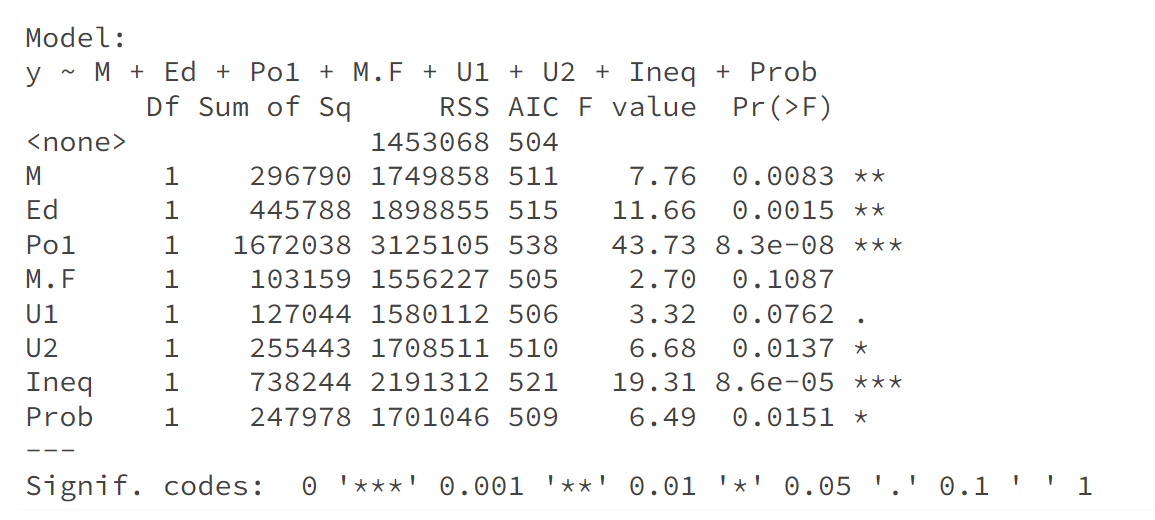 Model:
y ~ M + Ed + Po1 + M.F + U1 + U2 + Ineq + Prob
       Df Sum of Sq     RSS AIC F value  Pr(>F)
<none>              1453068 504
M       1    296790 1749858 511    7.76  0.0083 **
Ed      1    445788 1898855 515   11.66  0.0015 **
Po1     1   1672038 3125105 538   43.73 8.3e-08 ***
M.F     1    103159 1556227 505    2.70  0.1087
U1      1    127044 1580112 506    3.32  0.0762 .
U2      1    255443 1708511 510    6.68  0.0137 *
Ineq    1    738244 2191312 521   19.31 8.6e-05 ***
Prob    1    247978 1701046 509    6.49  0.0151 *
---
Signif. codes:  0 '***' 0.001 '**' 0.01 '*' 0.05 '.' 0.1 ' ' 1